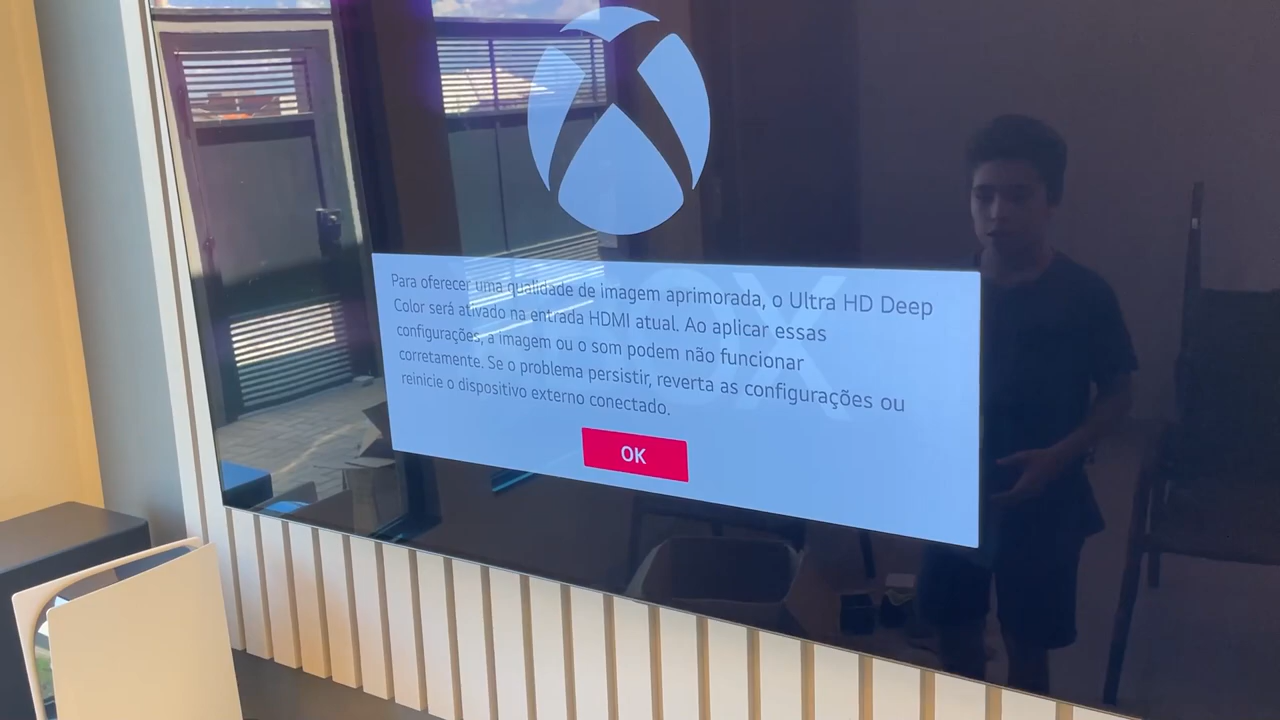 Para oferecer uma qualidade de imagem aprimorada, o Ultra HD Deep
Color será ativado na entrada HDMI atual. Ao aplicar essas
configurações, a imagem ou o som podem não funcionar
corretamente. Se o problema persistir, reverta as configurações ou
reinicie o dispositivo externo conectado.
OK